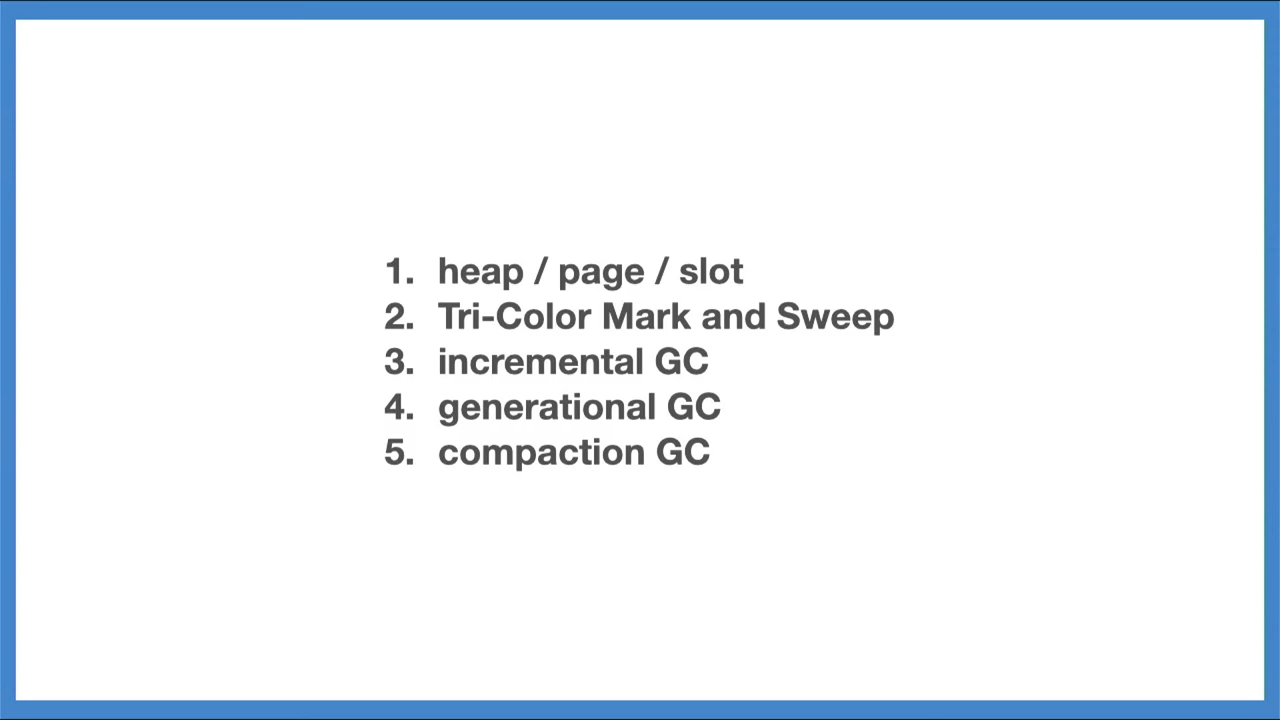 1. heap / page / slot
2. Tri-Color Mark and Sweep
3. incremental GC
4. generational GC
5. compaction GC